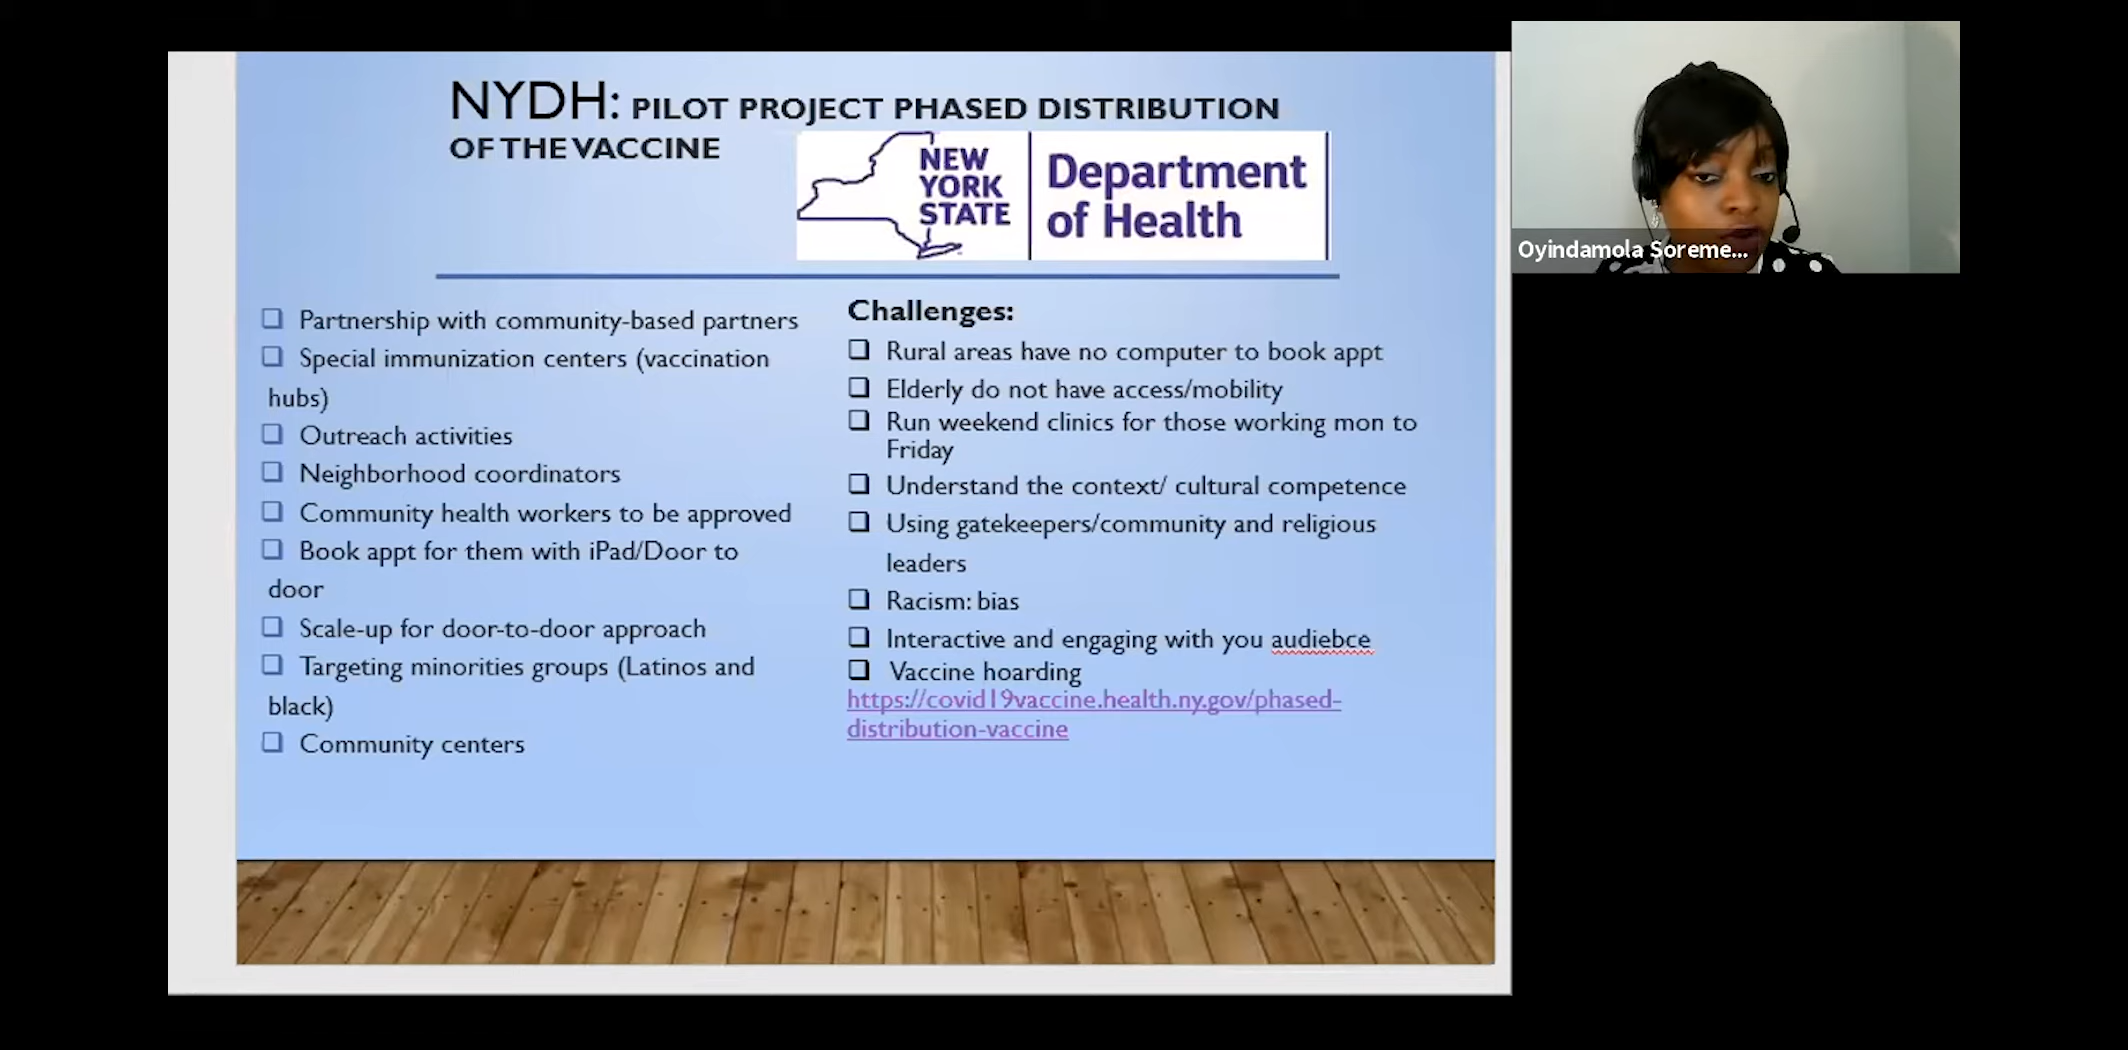 NYDH: PILOT PROJECT PHASED DISTRIBUTION
OF THE VACCINE
NEW
YORK
STATE
Department
of Health
Partnership with community-based partners
Special immunization centers (vaccination
hubs)
Outreach activities
Neighborhood coordinators
Community health workers to be approved
Book appt for them with iPad/Door to
door
Scale-up for door-to-door approach
Targeting minorities groups (Latinos and
black)
Community centers
Challenges:
Rural areas have no computer to book appt
Elderly do not have access/mobility
Run weekend clinics for those working mon to
Friday
Understand the context/ cultural competence
Using gatekeepers/community and religious
leaders
Racism: bias
Interactive and engaging with you audiebce
Vaccine hoarding
https://covid19vaccine.health.ny.gov/phased-
distribution-vaccine
Oyindamola Soreme...